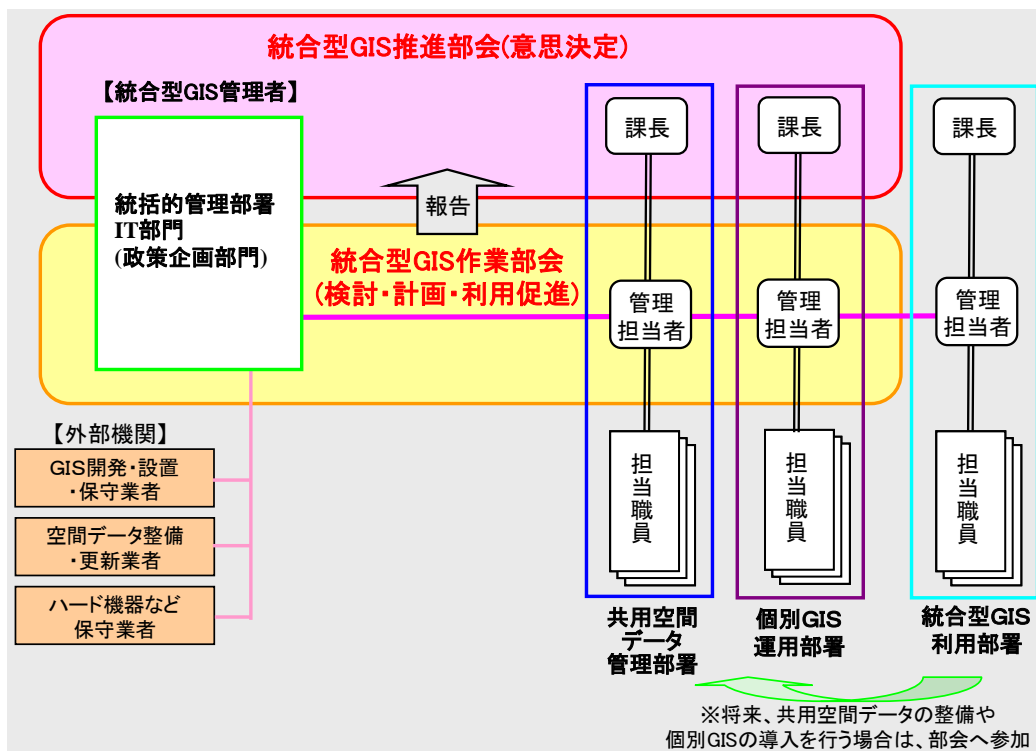 統合型GIS推進部会(意思決定)
【統合型GIS管理者】
課長
課長
課長
統括的管理部署
IT部門
(政策企画部門)
報告
統合型GIS作業部会
(検討・計画・利用促進)
管理
担当者
管理
担当者
管理
担当者
【外部機関】
GIS開発・設置
・保守業者
空間データ整備
・更新業者
ハード機器など
保守業者
担当職員
担当職員
担当職員
共用空間
データ
管理部署
個別GIS
運用部署
統合型GIS
利用部署
※将来、共用空間データの整備や
個別GISの導入を行う場合は、部会へ参加